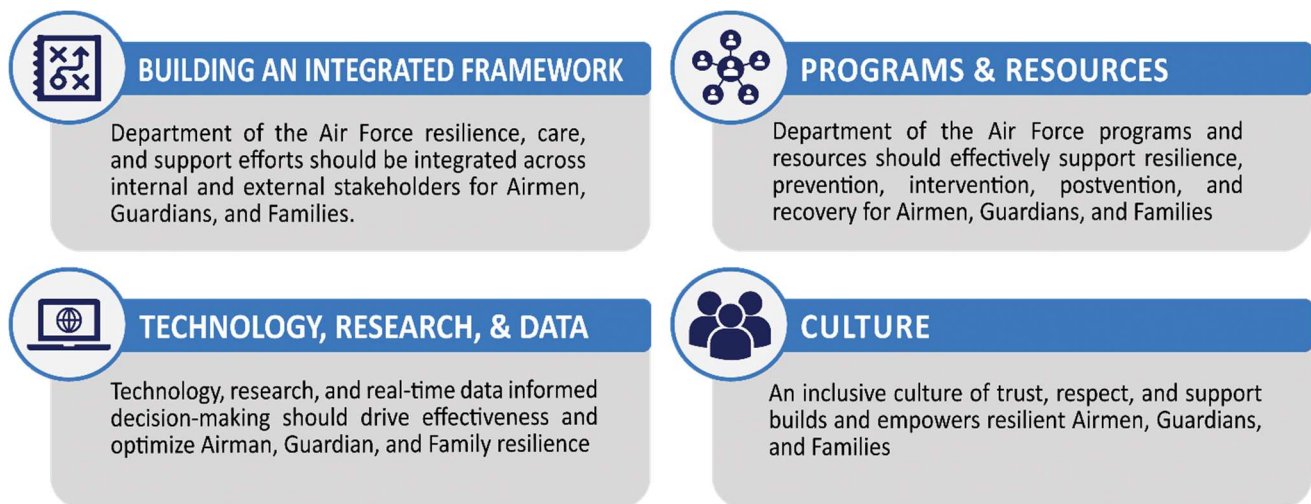 BUILDING AN INTEGRATED FRAMEWORK
Department of the Air Force resilience, care,
and support efforts should be integrated across
internal and external stakeholders for Airmen,
Guardians, and Families.
PROGRAMS & RESOURCES
Department of the Air Force programs and
resources should effectively support resilience,
prevention, intervention, postvention, and
recovery for Airmen, Guardians, and Families
TECHNOLOGY, RESEARCH, & DATA
Technology, research, and real-time data informed
decision-making should drive effectiveness and
optimize Airman, Guardian, and Family resilience
CULTURE
An inclusive culture of trust, respect, and support
builds and empowers resilient Airmen, Guardians,
and Families